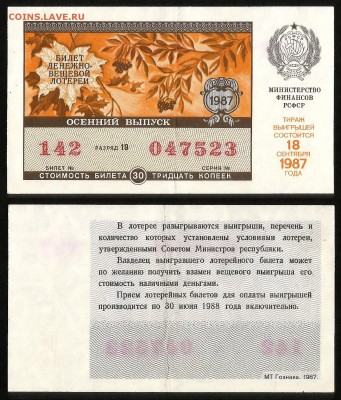 COINS.SU.RU
БИЛЕТ
ДЕНЕЖНО-
ВЕЩЕВОЙ
ЛОТЕРЕИ
1987
ОСЕННИЙ ВЫПУСК
142 РАЗРЯД 19 047523
БИЛЕТ № СЕРИЯ №
СТОИМОСТЬ БИЛЕТА 30 ТРИДЦАТЬ КОПЕЕК
МИНИСТЕРСТВО
ФИНАНСОВ
РСФСР
ТИРАЖ
ВЫИГРЫШЕЙ
СОСТОИТСЯ
18
СЕНТЯБРЯ
1987
ГОДА
В лотерее разыгрываются выигрыши, перечень и
количество которых установлены условиями лотереи,
утвержденными Советом Министров республики.
Владелец выигравшего лотерейного билета может
по желанию получить взамен вещевого выигрыша его
стоимость наличными деньгами.
Прием лотерейных билетов для оплаты выигрышей
производится по 30 июня 1988 года включительно.
МТ Гознака. 1987.